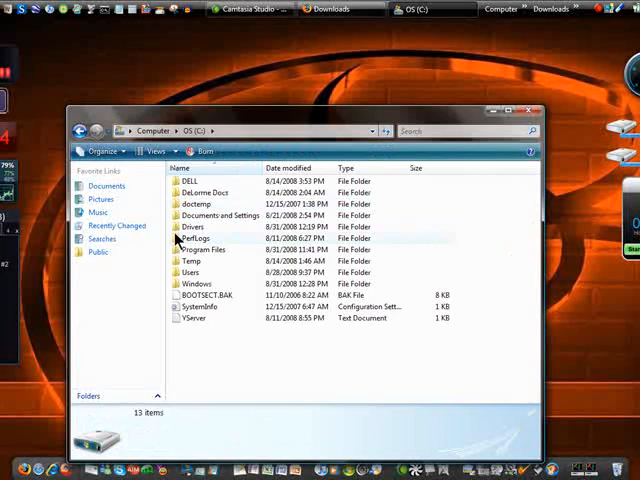 Camtasia Studio - ...
Downloads
OS (C:)
Computer
Downloads
Computer OS (C:)
Search
Organize Views Burn
Favorite Links
Documents
Pictures
Music
Recently Changed
Searches
Public
Folders
Name Date modified Type Size
DELL 8/14/2008 3:53 PM File Folder
DeLorme Docs 8/14/2008 2:04 AM File Folder
doctemp 12/15/2007 1:38 PM File Folder
Documents and Settings 8/21/2008 2:54 PM File Folder
Drivers 8/31/2008 12:19 PM File Folder
PerfLogs 8/11/2008 6:27 PM File Folder
Program Files 8/31/2008 11:41 PM File Folder
Temp 8/14/2008 1:46 AM File Folder
Users 8/28/2008 9:37 PM File Folder
Windows 8/31/2008 12:28 PM File Folder
BOOTSECT.BAK 11/10/2006 8:22 AM BAK File 8 KB
SystemInfo 12/15/2007 6:47 AM Configuration Sett... 1 KB
YServer 8/11/2008 8:55 PM Text Document 1 KB
13 items
79%
77%
4
#2
Star